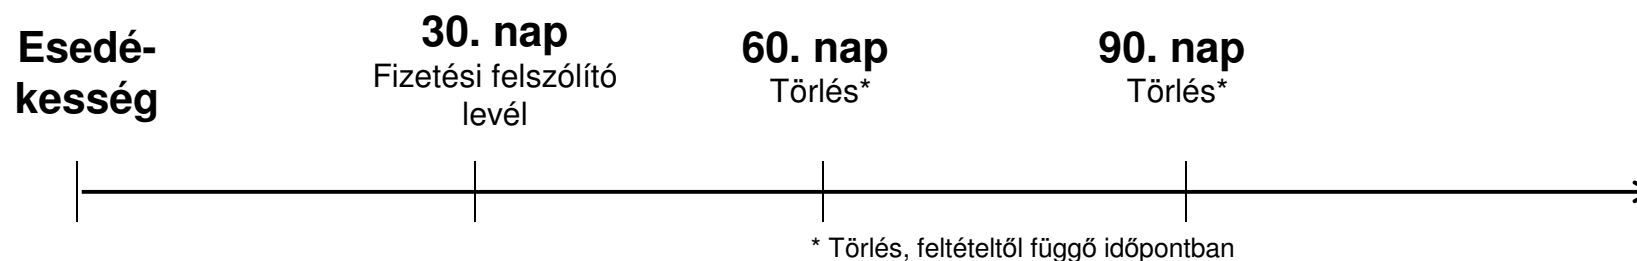 Esedé-
kesség
30. nap
Fizetési felszólító
levél
60. nap
Törlés*
90. nap
Törlés*
* Törlés, feltételtől függő időpontban